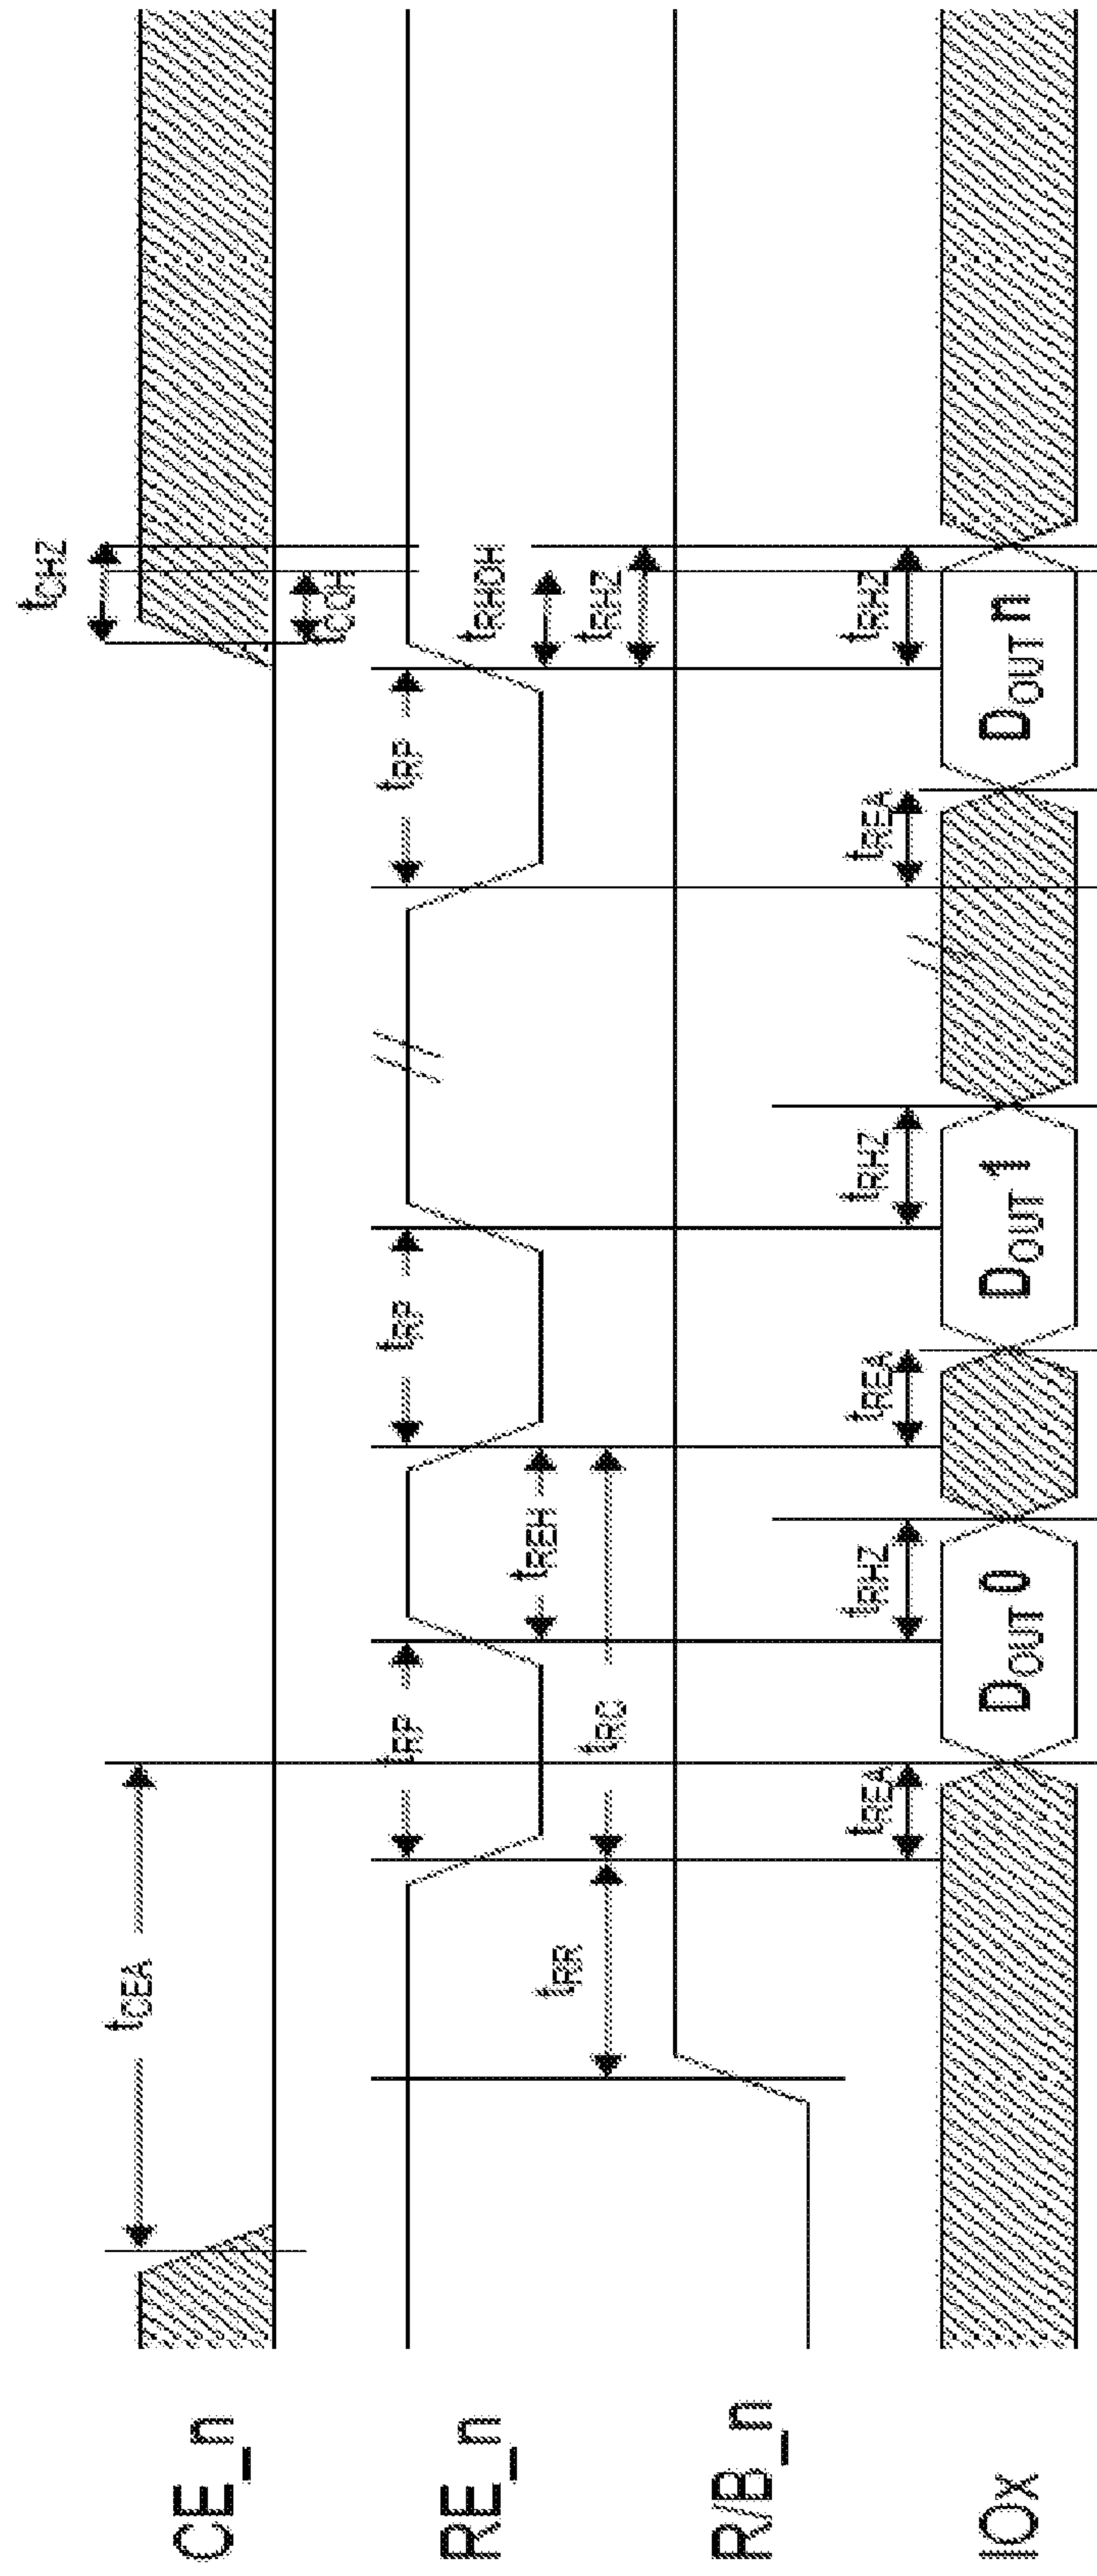 CE_n
tCEA
tCHZ
tCOH
RE_n
tRP
tRP
tRP
tREH
tRR
tRC
tRHOH
tRHZ
R/B_n
tREA
tRHZ
tREA
tRHZ
tREA
tRHZ
IOx
DOUT 0
DOUT 1
DOUT n